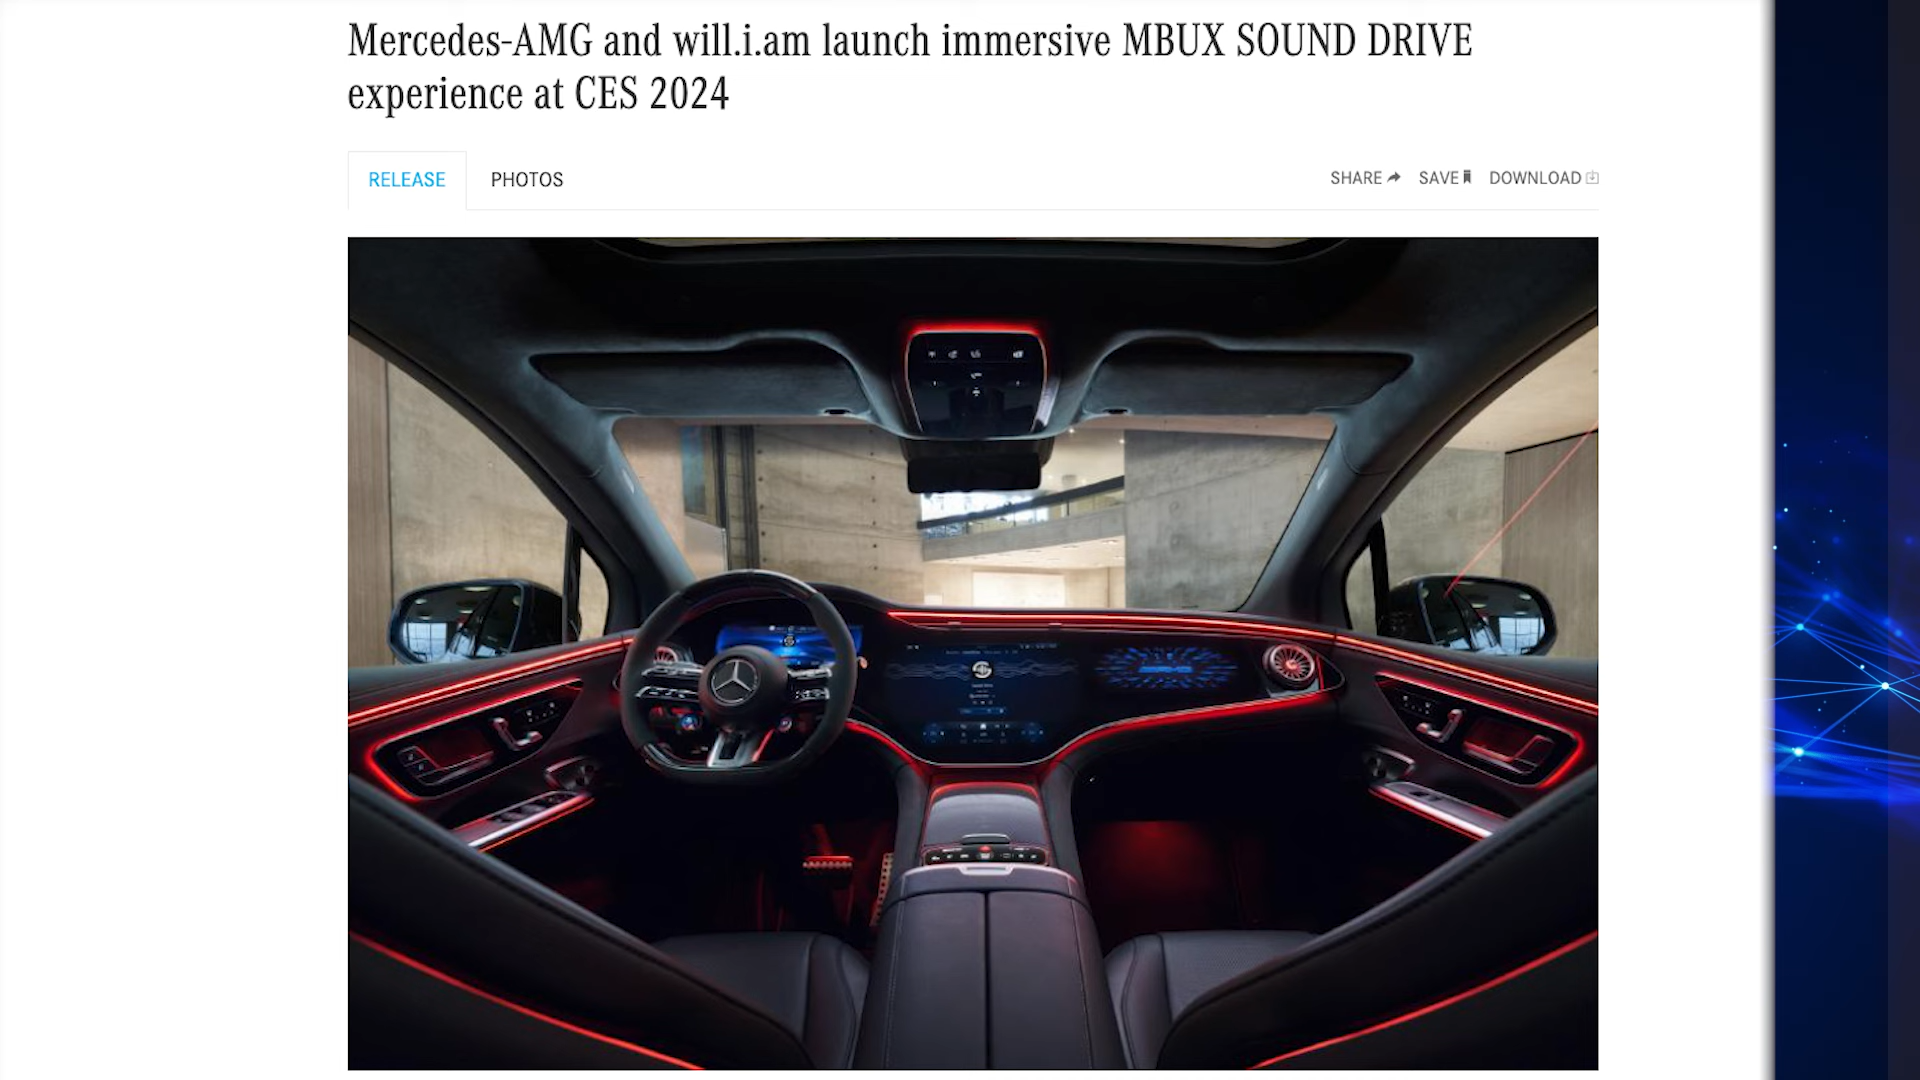 Mercedes-AMG and will.i.am launch immersive MBUX SOUND DRIVE
experience at CES 2024
RELEASE PHOTOS SHARE SAVE DOWNLOAD